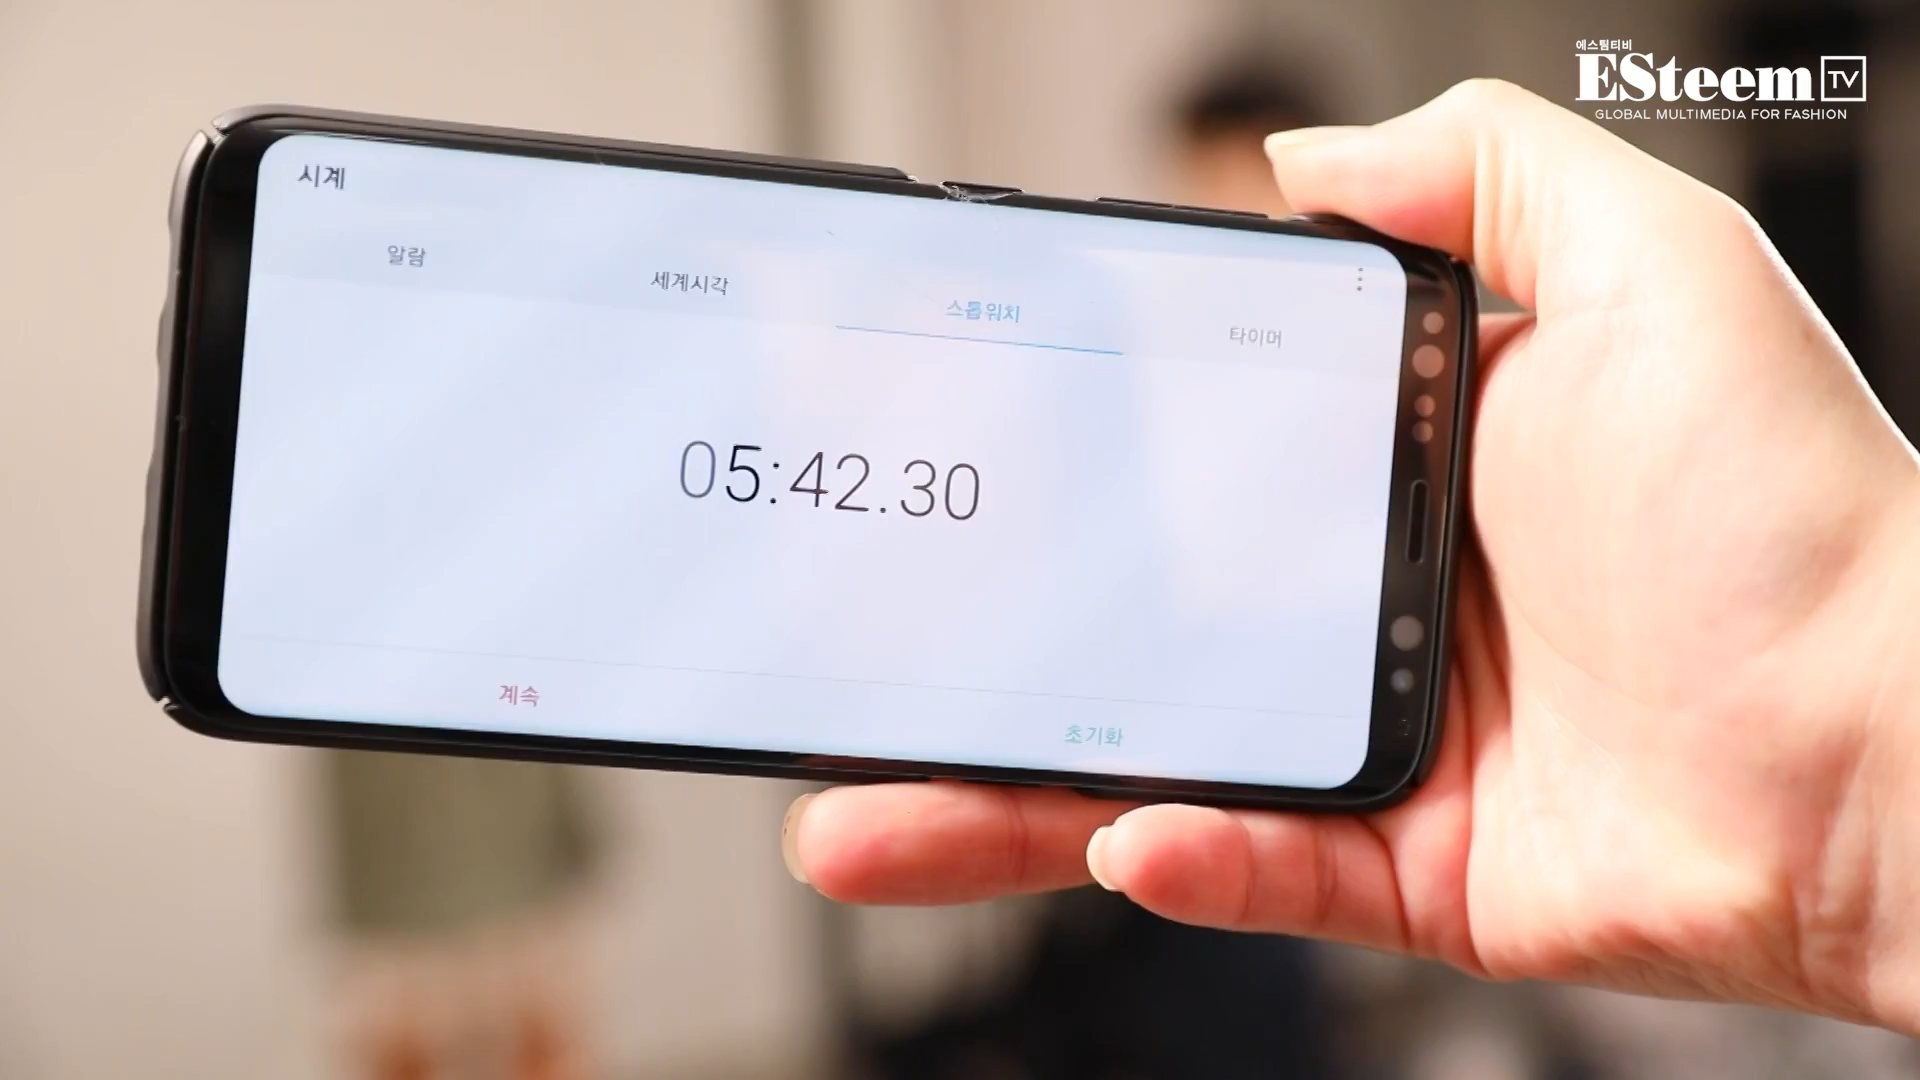 에스팀티비
ESteem TV
GLOBAL MULTIMEDIA FOR FASHION
시계
알람
세계시각
스톱워치
타이머
05:42.30
계속
초기화